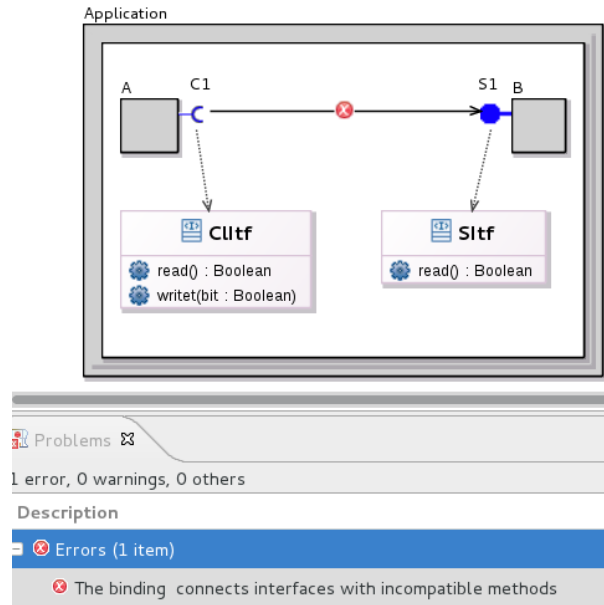 Application
A C1 S1 B
ClItf SItf
read() : Boolean read() : Boolean
writet(bit : Boolean)
Problems
1 error, 0 warnings, 0 others
Description
Errors (1 item)
The binding connects interfaces with incompatible methods